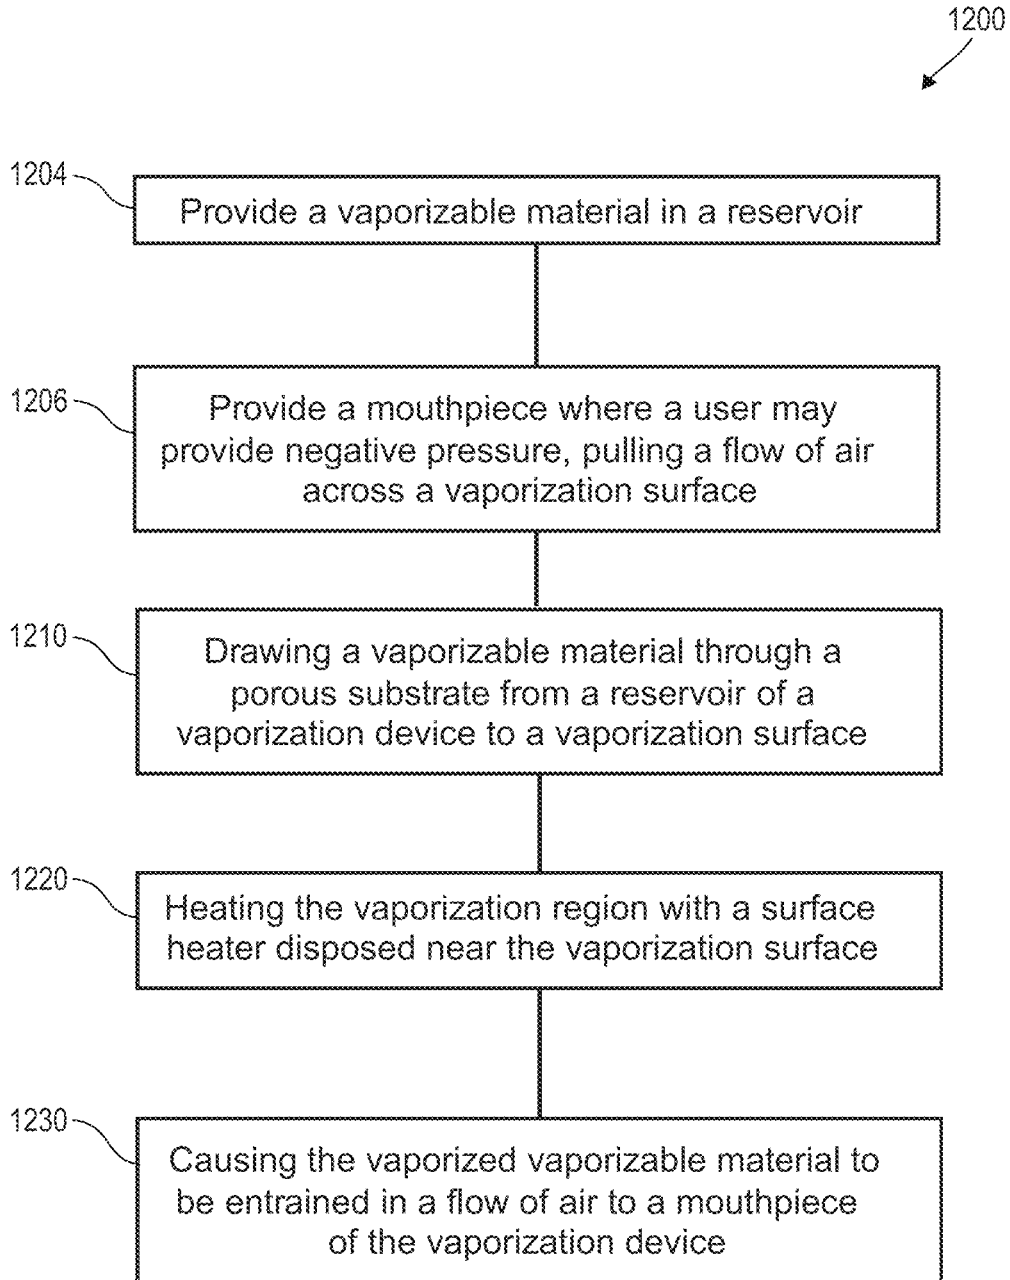 1200
1204
Provide a vaporizable material in a reservoir
1206
Provide a mouthpiece where a user may
provide negative pressure, pulling a flow of air
across a vaporization surface
1210
Drawing a vaporizable material through a
porous substrate from a reservoir of a
vaporization device to a vaporization surface
1220
Heating the vaporization region with a surface
heater disposed near the vaporization surface
1230
Causing the vaporized vaporizable material to
be entrained in a flow of air to a mouthpiece
of the vaporization device